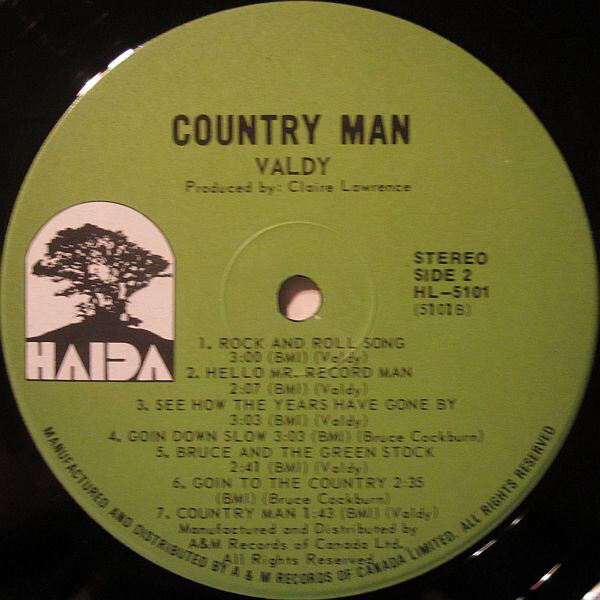 COUNTRY MAN
VALDY
Produced by: Claire Lawrence
HAIDA
STEREO
SIDE 2
HL-5101
(5101B)
1. ROCK AND ROLL SONG
3:00 (BMI) (Valdy)
2. HELLO MR. RECORD MAN
2:07 (BMI) (Valdy)
3. SEE HOW THE YEARS HAVE GONE BY
3:03 (BMI) (Valdy)
4. GOIN DOWN SLOW 3:03 (BMI) (Bruce Cockburn)
5. BRUCE AND THE GREEN STOCK
2:41 (BMI) (Valdy)
6. GOIN TO THE COUNTRY 2:35
(BMI) (Bruce Cockburn)
7. COUNTRY MAN 1:43 (BMI) (Valdy)
Manufactured and Distributed by
A&M Records of Canada Ltd.
All Rights Reserved
MANUFACTURED AND DISTRIBUTED BY A & M RECORDS OF CANADA LIMITED. ALL RIGHTS RESERVED